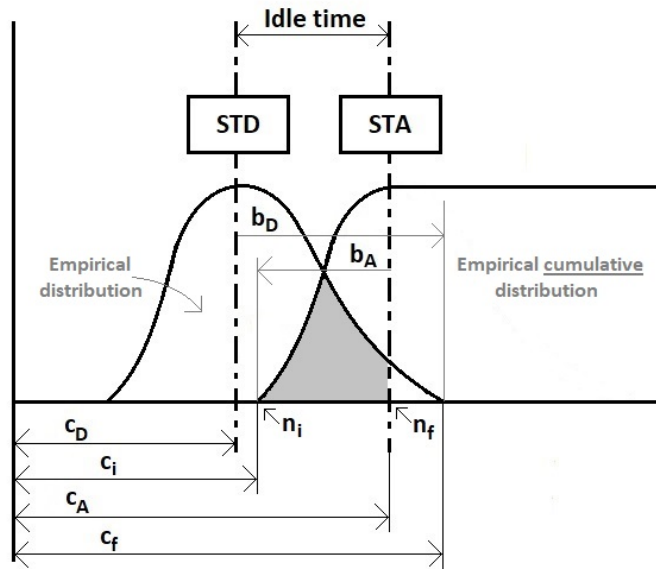 Idle time
STD
STA
b_D
b_A
Empirical
distribution
Empirical cumulative
distribution
n_i
n_f
c_D
c_i
c_A
c_f